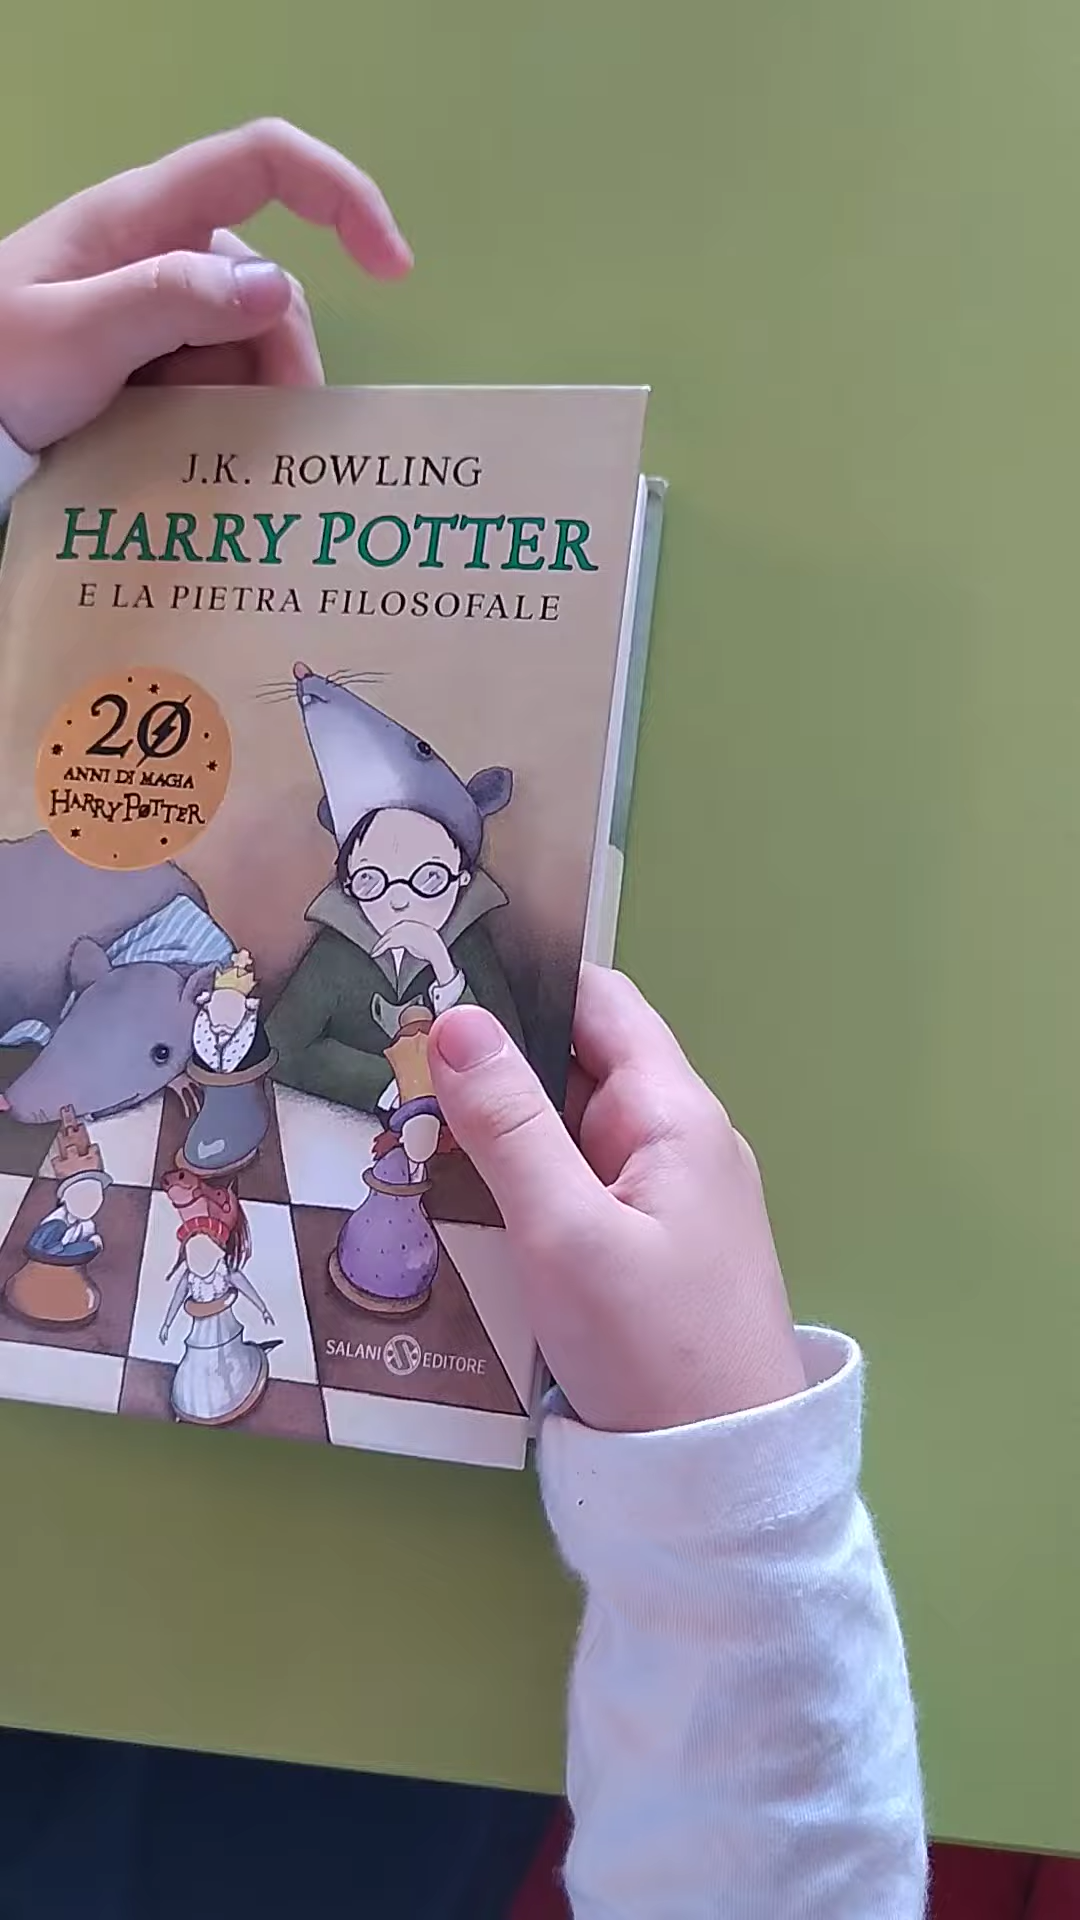 J.K. ROWLING
HARRY POTTER
E LA PIETRA FILOSOFALE
20
ANNI DI MAGIA
HARRY POTTER
SALANI EDITORE